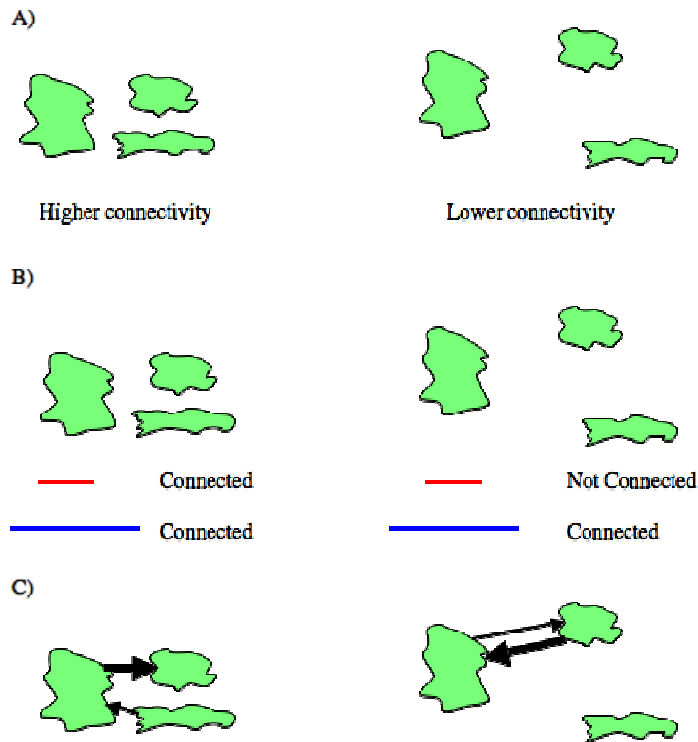 A)
Higher connectivity
Lower connectivity
B)
Connected
Not Connected
Connected
Connected
C)